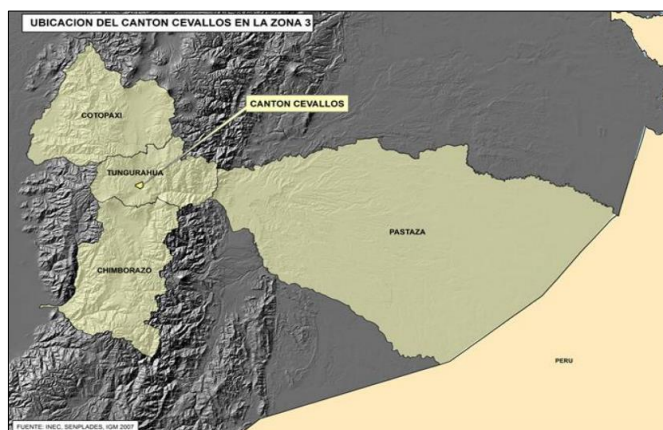 UBICACION DEL CANTON CEVALLOS EN LA ZONA 3
CANTON CEVALLOS
COTOPAXI
TUNGURAHUA
PASTAZA
CHIMBORAZO
PERU
FUENTE: INEC, SENPLADES, IGM 2007